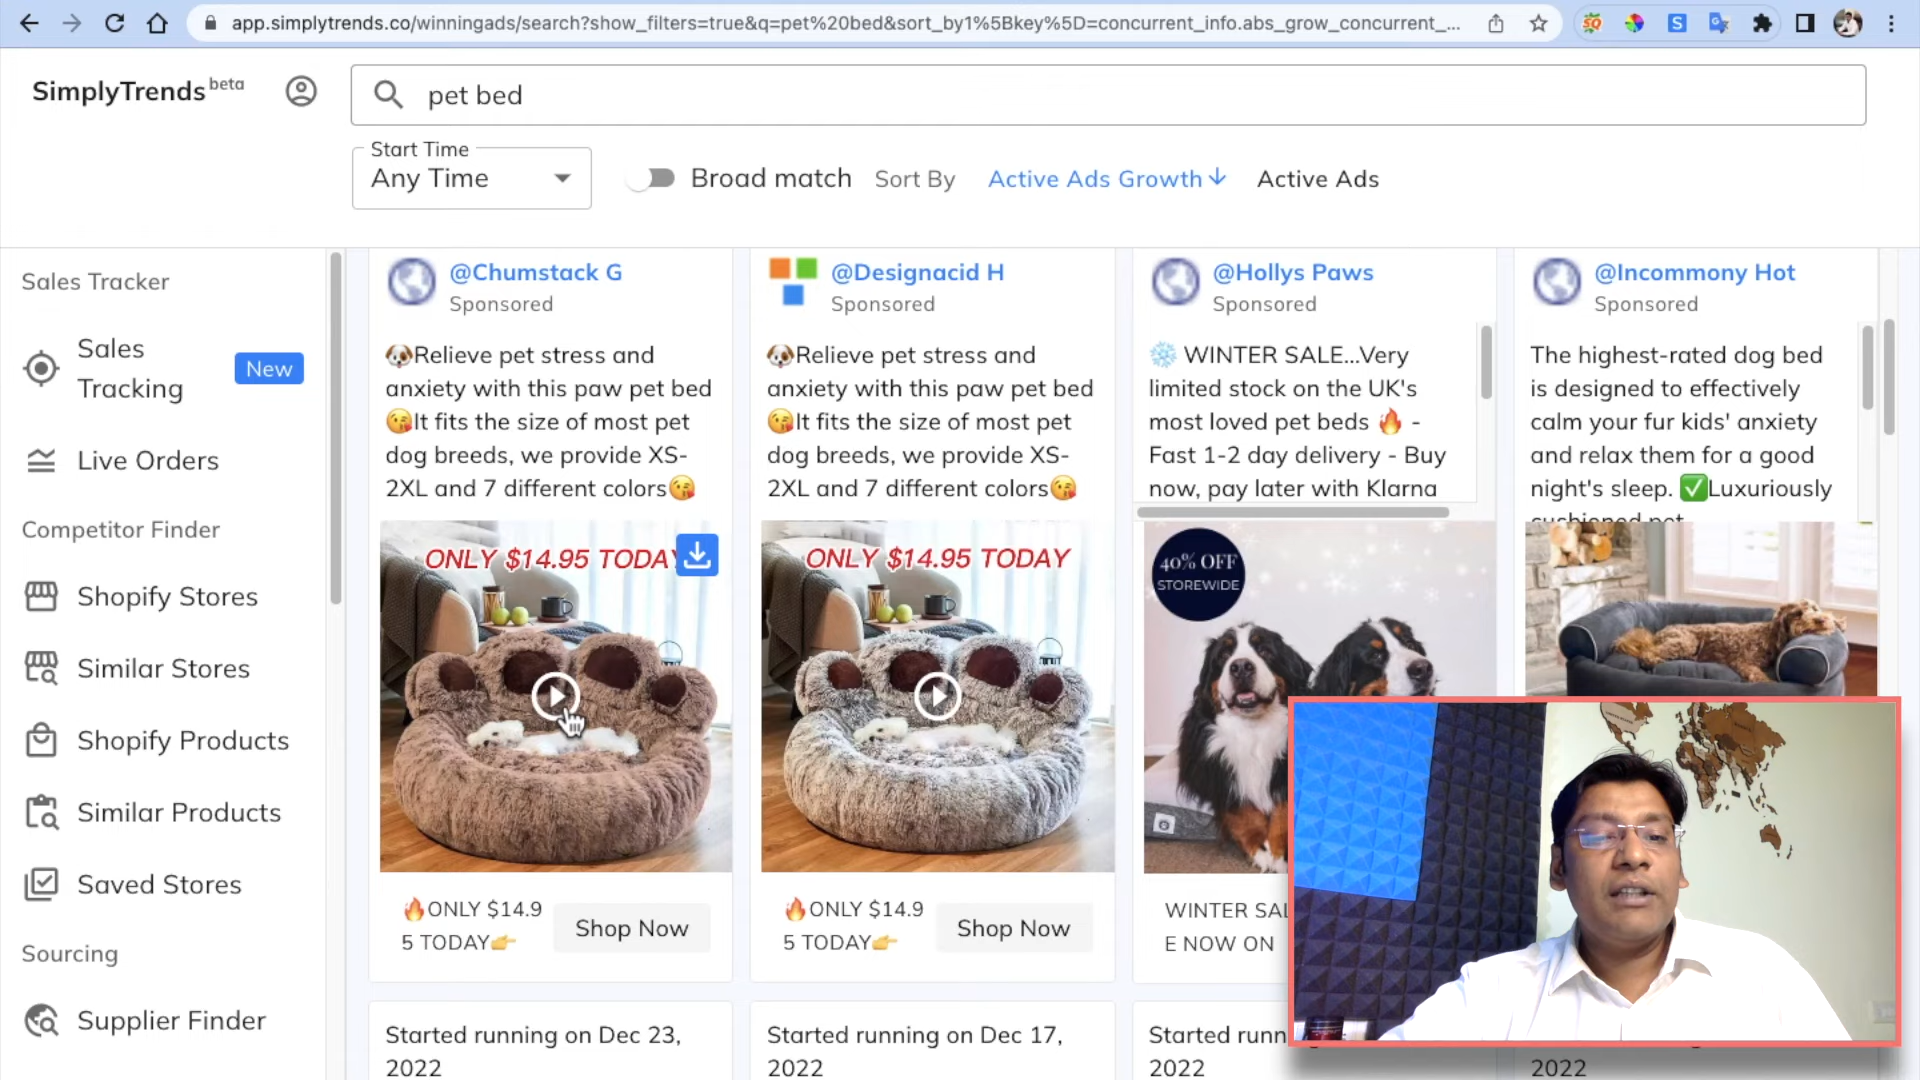 app.simplytrends.co/winningads/search?show_filters=true&q=pet%20bed&sort_by1%5Bkey%5D=concurrent_info.abs_grow_concurrent_...
SimplyTrends beta
pet bed
Start Time
Any Time
Broad match
Sort By
Active Ads Growth↓
Active Ads
Sales Tracker
Sales
Tracking
New
Live Orders
Competitor Finder
Shopify Stores
Similar Stores
Shopify Products
Similar Products
Saved Stores
Sourcing
Supplier Finder
@Chumstack G
Sponsored
🐶Relieve pet stress and
anxiety with this paw pet bed
😘It fits the size of most pet
dog breeds, we provide XS-
2XL and 7 different colors😘
ONLY $14.95 TODAY
🔥ONLY $14.9
5 TODAY👉
Shop Now
@Designacid H
Sponsored
🐶Relieve pet stress and
anxiety with this paw pet bed
😘It fits the size of most pet
dog breeds, we provide XS-
2XL and 7 different colors😘
ONLY $14.95 TODAY
🔥ONLY $14.9
5 TODAY👉
Shop Now
@Hollys Paws
Sponsored
❄️ WINTER SALE...Very
limited stock on the UK's
most loved pet beds 🔥 -
Fast 1-2 day delivery - Buy
now, pay later with Klarna
40% OFF
STOREWIDE
WINTER SAL
E NOW ON
@Incommony Hot
Sponsored
The highest-rated dog bed
is designed to effectively
calm your fur kids' anxiety
and relax them for a good
night's sleep. ✅Luxuriously
cushioned pet
Started running on Dec 23,
2022
Started running on Dec 17,
2022
Started runn
2022
2022